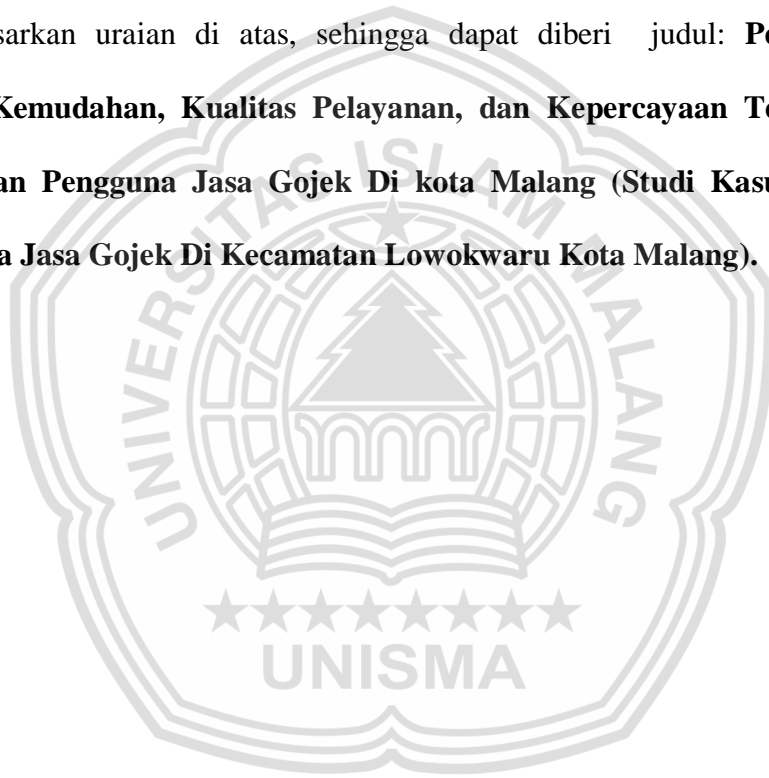 sarkan uraian di atas, sehingga dapat diberi judul: Pe
Kemudahan, Kualitas Pelayanan, dan Kepercayaan Te
an Pengguna Jasa Gojek Di kota Malang (Studi Kasu
a Jasa Gojek Di Kecamatan Lowokwaru Kota Malang).
UNIVERSITAS ISLAM MALANG
UNISMA